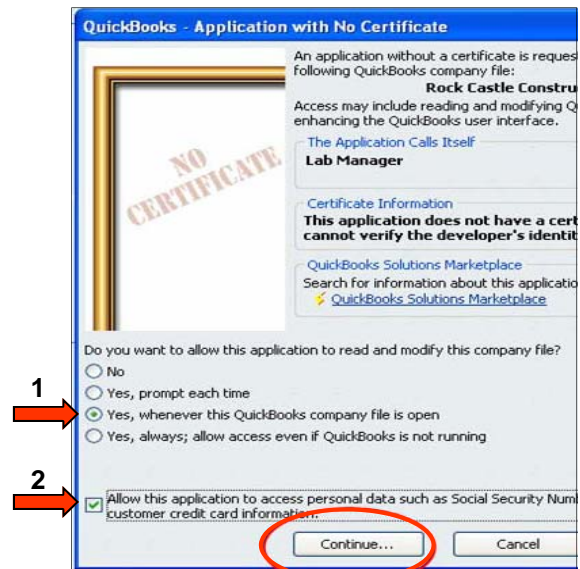 QuickBooks - Application with No Certificate
An application without a certificate is reques
following QuickBooks company file:
Rock Castle Constru
Access may include reading and modifying Q
enhancing the QuickBooks user interface.
NO
CERTIFICATE
The Application Calls Itself
Lab Manager
Certificate Information
This application does not have a cert
cannot verify the developer's identit
QuickBooks Solutions Marketplace
Search for information about this applicatio
QuickBooks Solutions Marketplace
Do you want to allow this application to read and modify this company file?
No
Yes, prompt each time
1
Yes, whenever this QuickBooks company file is open
Yes, always; allow access even if QuickBooks is not running
2
Allow this application to access personal data such as Social Security Numb
customer credit card information.
Continue...
Cancel